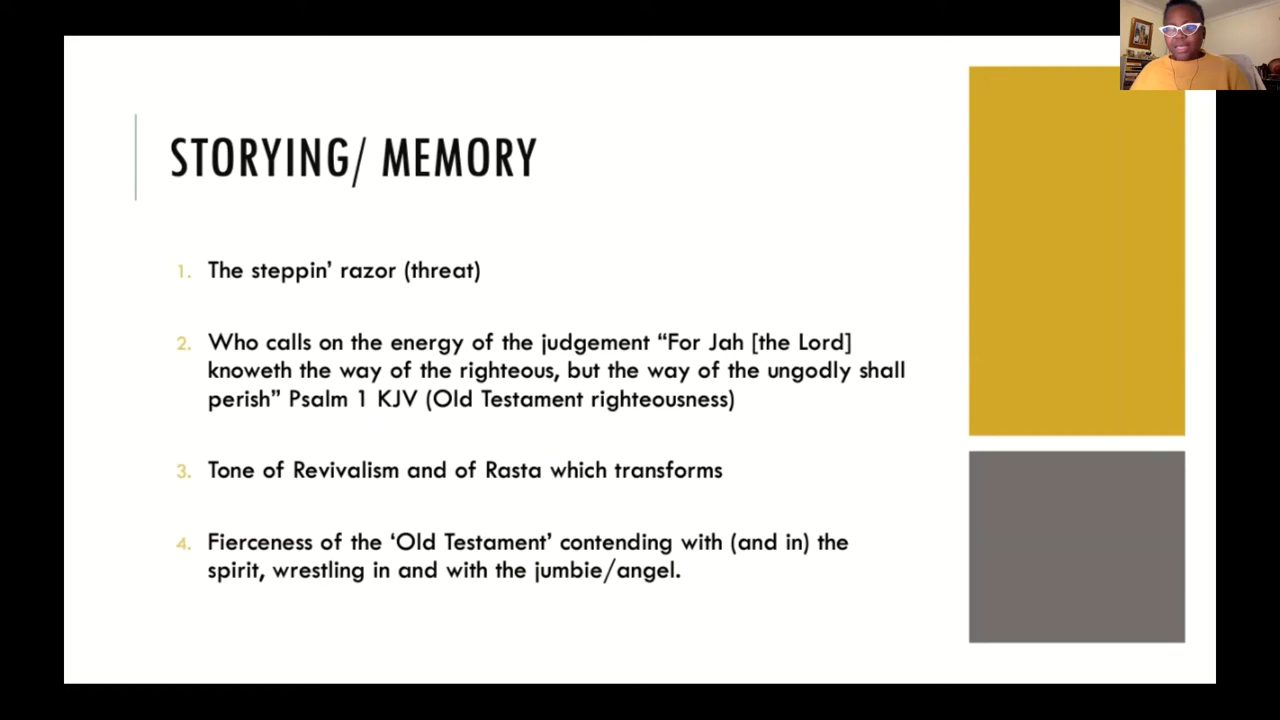 STORYING/ MEMORY
1. The steppin’ razor (threat)
2. Who calls on the energy of the judgement “For Jah [the Lord]
knoweth the way of the righteous, but the way of the ungodly shall
perish” Psalm 1 KJV (Old Testament righteousness)
3. Tone of Revivalism and of Rasta which transforms
4. Fierceness of the ‘Old Testament’ contending with (and in) the
spirit, wrestling in and with the jumbie/angel.